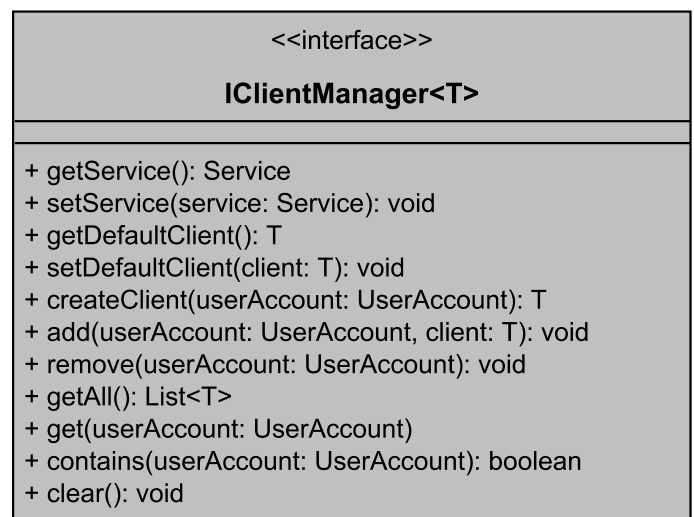 <<interface>>
IClientManager<T>
+ getService(): Service
+ setService(service: Service): void
+ getDefaultClient(): T
+ setDefaultClient(client: T): void
+ createClient(userAccount: UserAccount): T
+ add(userAccount: UserAccount, client: T): void
+ remove(userAccount: UserAccount): void
+ getAll(): List<T>
+ get(userAccount: UserAccount)
+ contains(userAccount: UserAccount): boolean
+ clear(): void